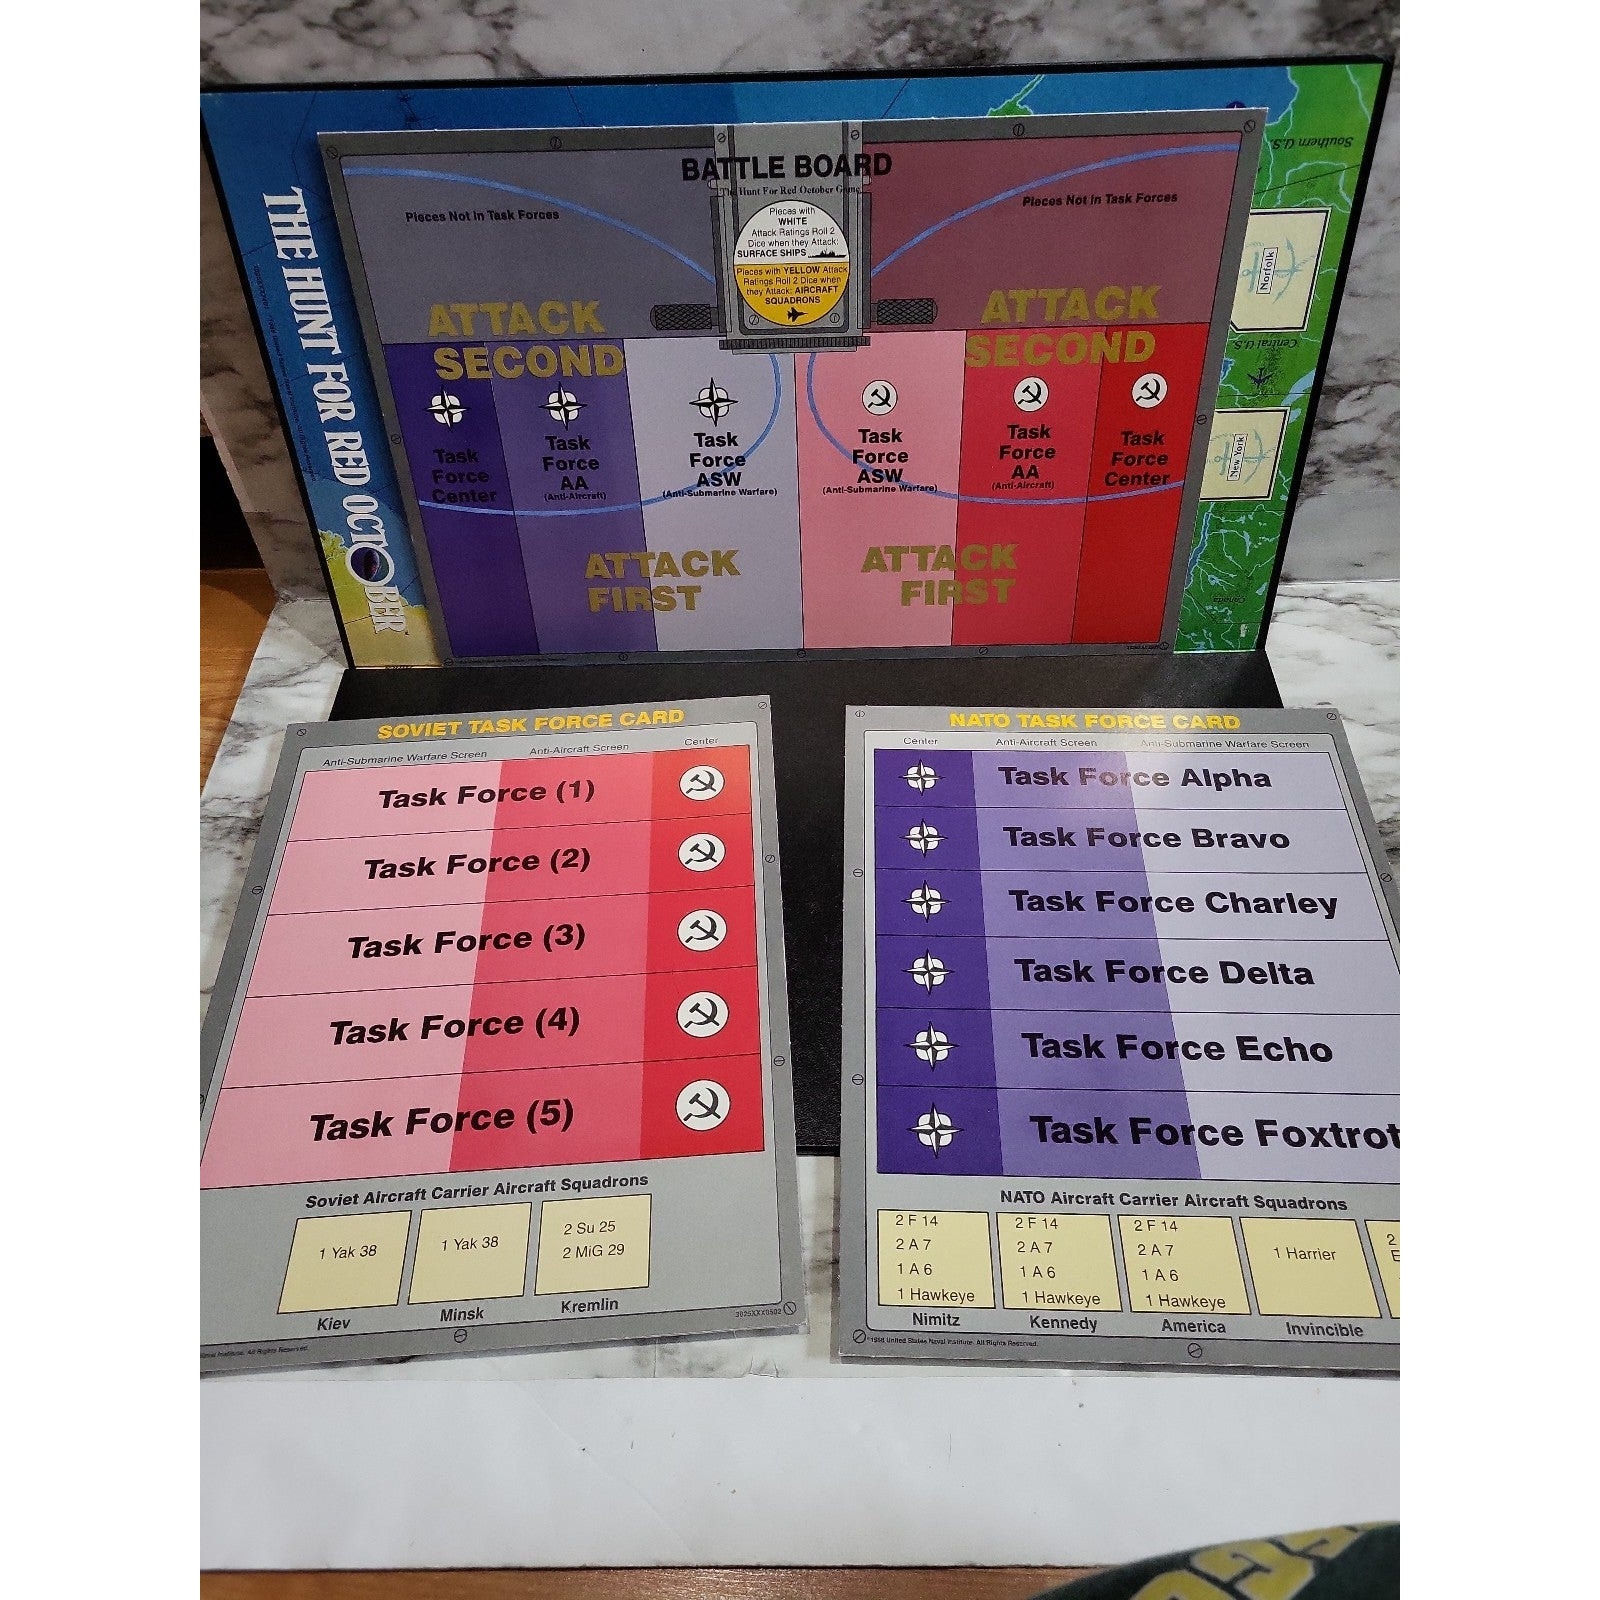 THE HUNT FOR RED OCTOBER
Southern U.S.
Norfolk
Central U.S.
New York
Canada
BATTLE BOARD
The Hunt For Red October Game
Pieces Not in Task Forces
Pieces Not in Task Forces
Pieces with
WHITE
Attack Ratings Roll 2
Dice when they Attack:
SURFACE SHIPS
Pieces with YELLOW Attack
Ratings Roll 2 Dice when
they Attack: AIRCRAFT
SQUADRONS
ATTACK
SECOND
ATTACK
SECOND
Task
Force
Center
Task
Force
AA
(Anti-Aircraft)
Task
Force
ASW
(Anti-Submarine Warfare)
Task
Force
ASW
(Anti-Submarine Warfare)
Task
Force
AA
(Anti-Aircraft)
Task
Force
Center
ATTACK
FIRST
ATTACK
FIRST
SOVIET TASK FORCE CARD
Anti-Submarine Warfare Screen
Anti-Aircraft Screen
Center
Task Force (1)
Task Force (2)
Task Force (3)
Task Force (4)
Task Force (5)
Soviet Aircraft Carrier Aircraft Squadrons
1 Yak 38
Kiev
1 Yak 38
Minsk
2 Su 25
2 MiG 29
Kremlin
3025XXX0502
Naval Institute. All Rights Reserved.
NATO TASK FORCE CARD
Center
Anti-Aircraft Screen
Anti-Submarine Warfare Screen
Task Force Alpha
Task Force Bravo
Task Force Charley
Task Force Delta
Task Force Echo
Task Force Foxtrot
NATO Aircraft Carrier Aircraft Squadrons
2 F 14
2 A 7
1 A 6
1 Hawkeye
Nimitz
2 F 14
2 A 7
1 A 6
1 Hawkeye
Kennedy
2 F 14
2 A 7
1 A 6
1 Hawkeye
America
1 Harrier
Invincible
2
E
1988 United States Naval Institute. All Rights Reserved.